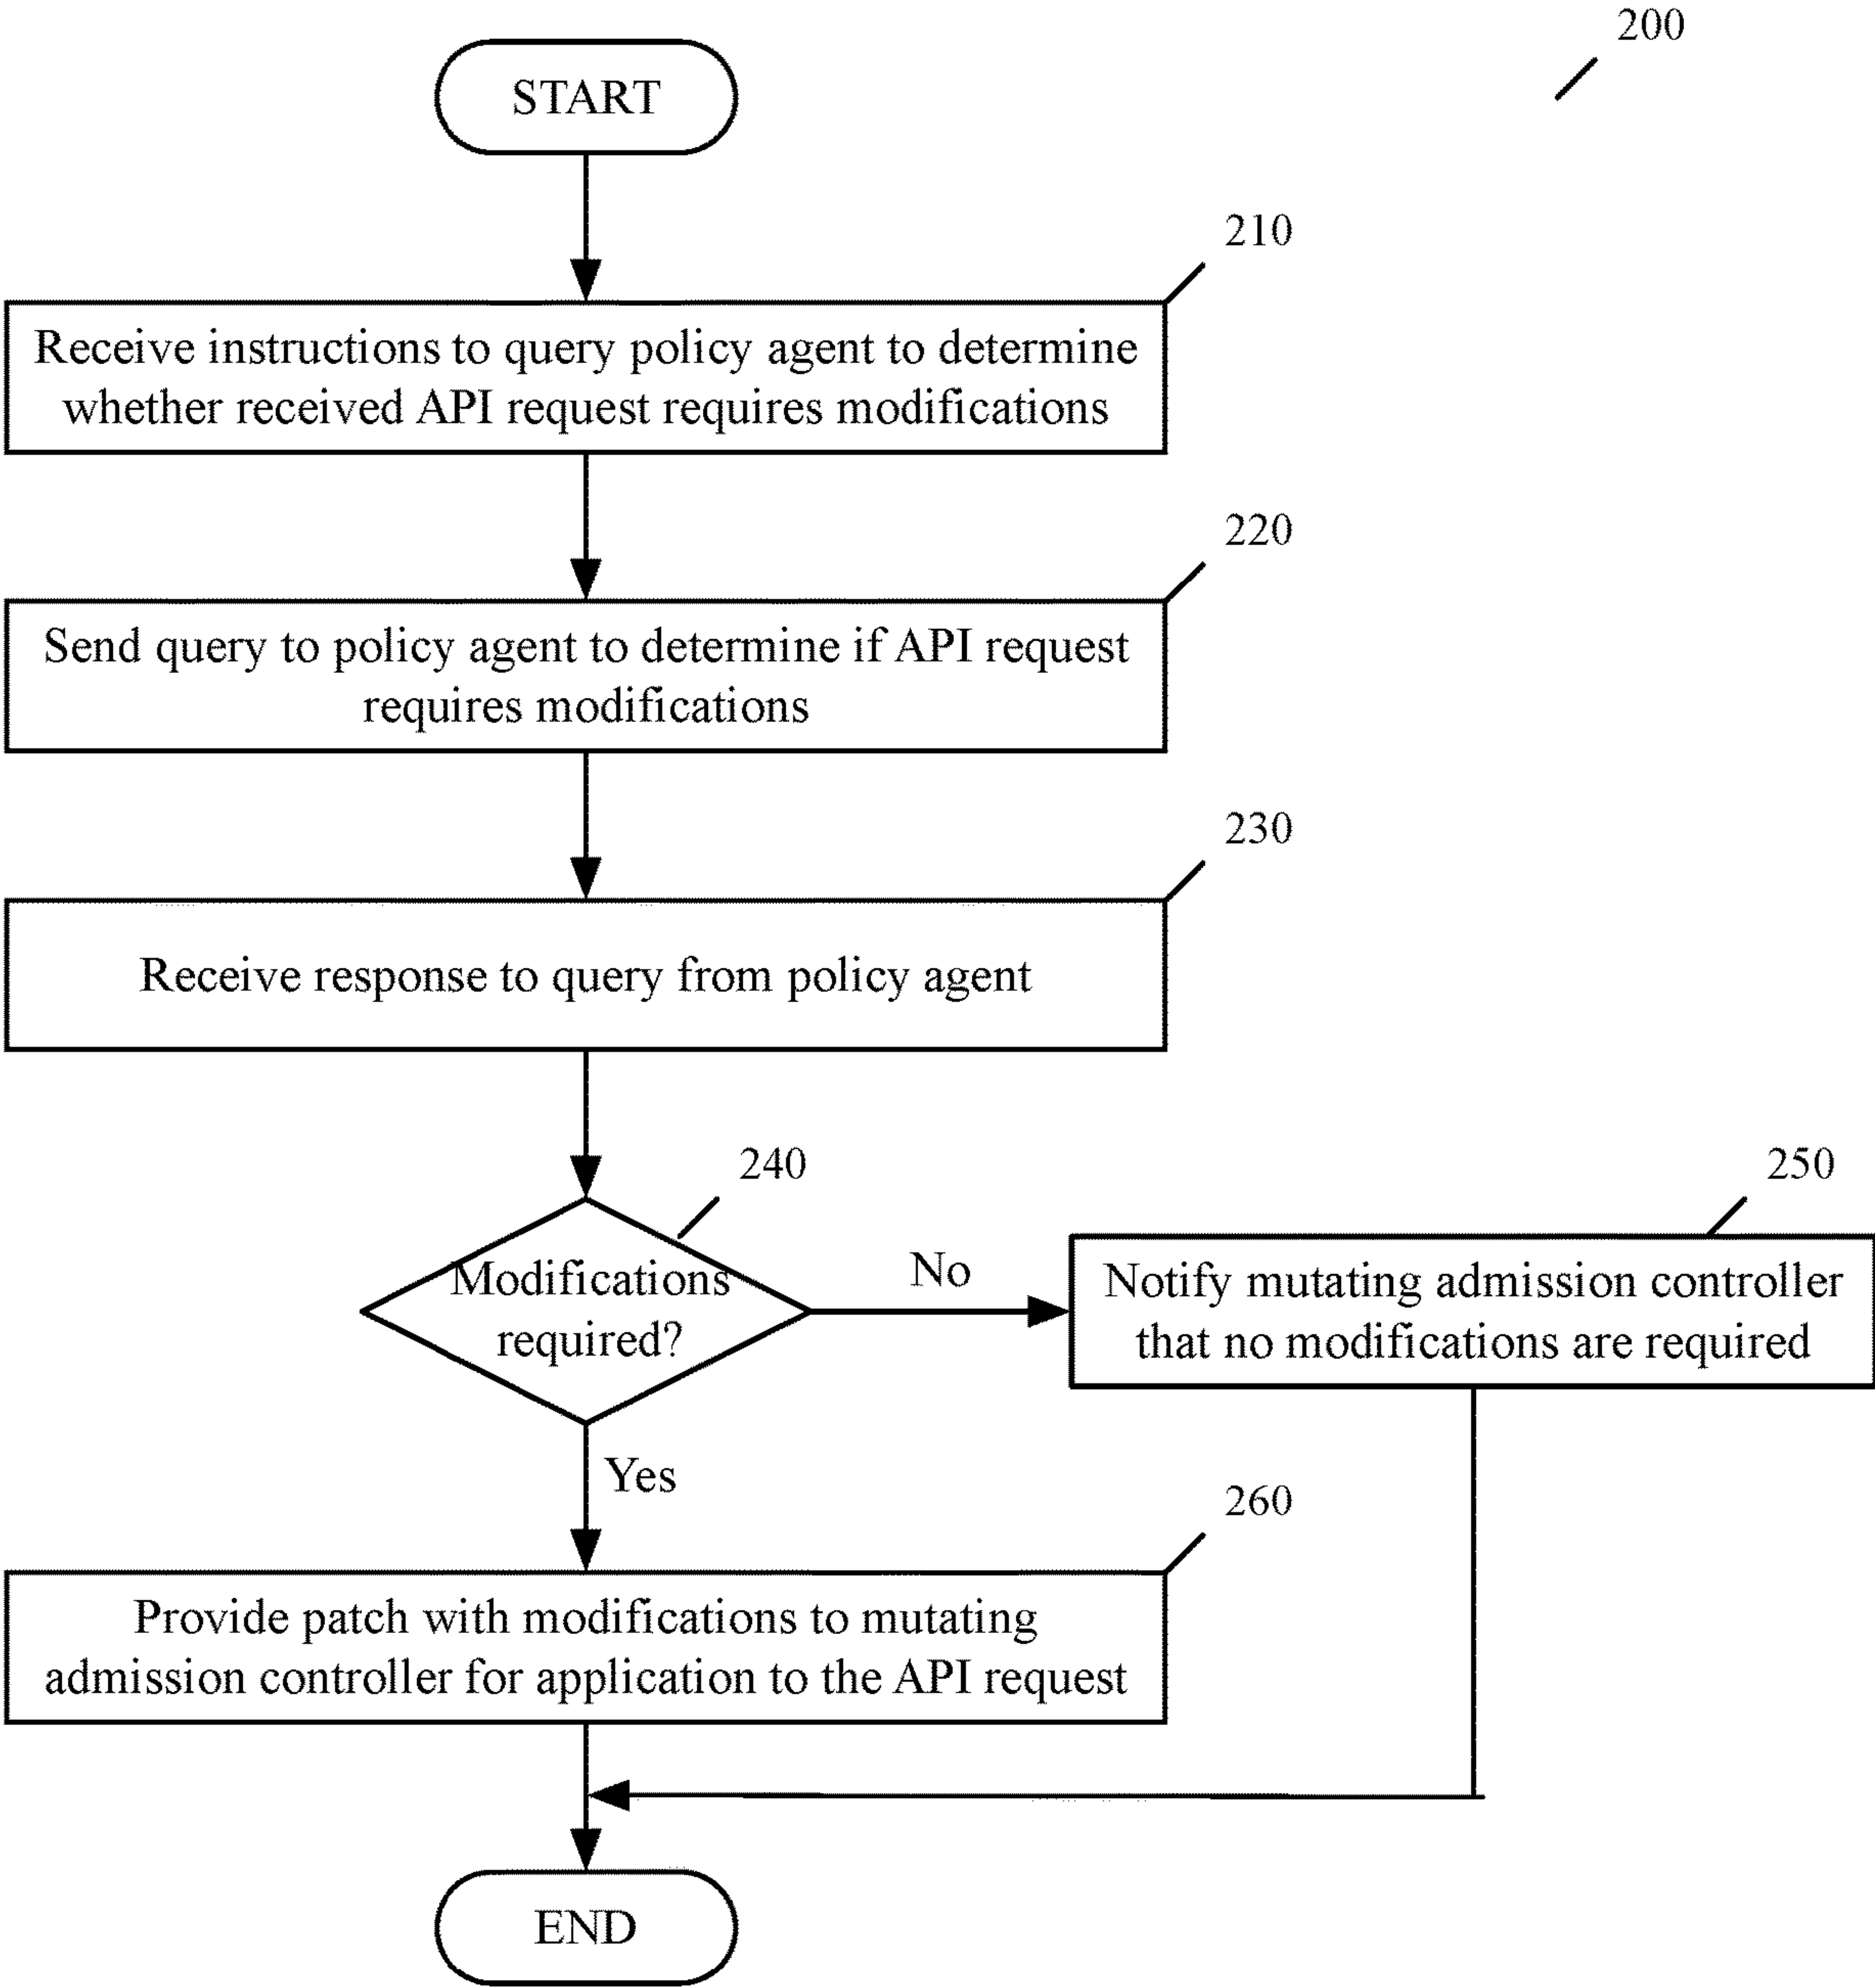 200
START
210
Receive instructions to query policy agent to determine
whether received API request requires modifications
220
Send query to policy agent to determine if API request
requires modifications
230
Receive response to query from policy agent
240
Modifications
required?
No
250
Notify mutating admission controller
that no modifications are required
Yes
260
Provide patch with modifications to mutating
admission controller for application to the API request
END